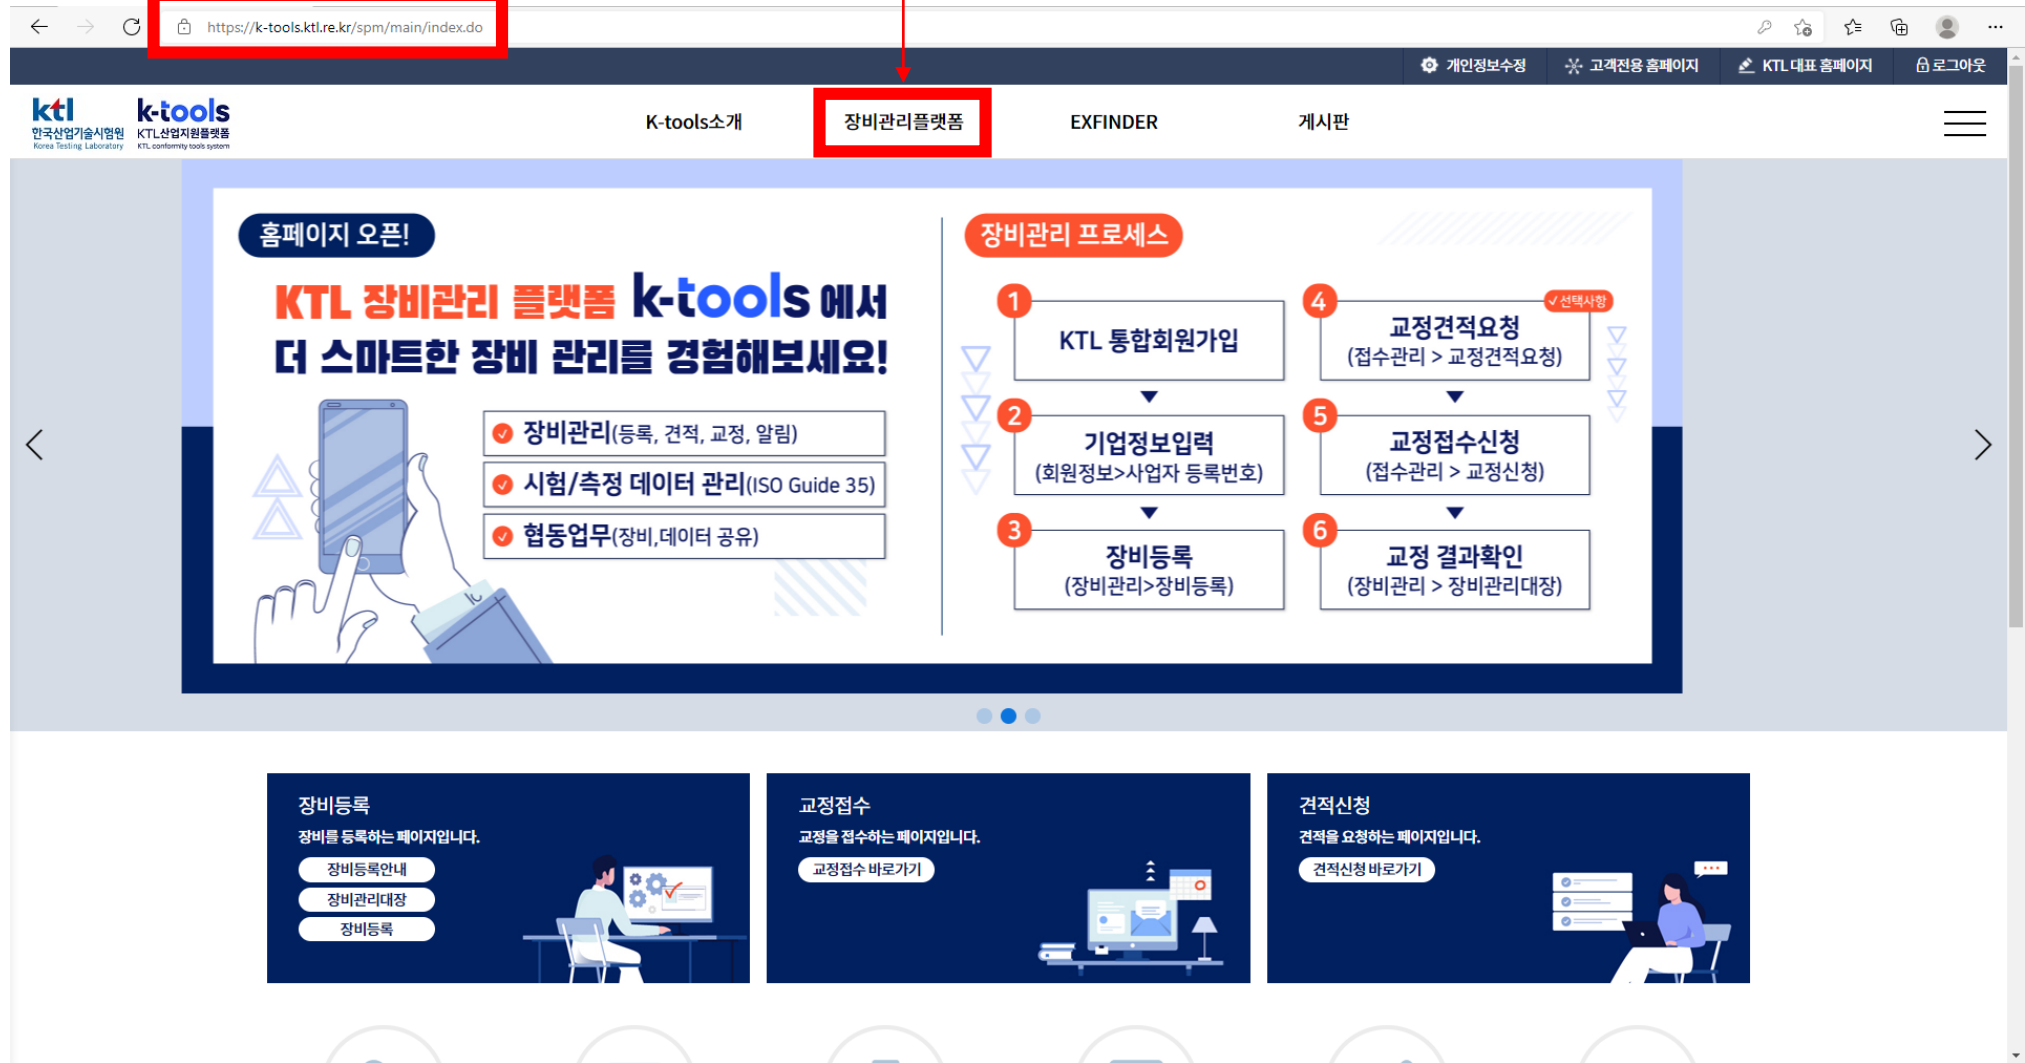 https://k-tools.ktl.re.kr/spm/main/index.do
개인정보수정
고객전용 홈페이지
KTL 대표 홈페이지
로그아웃
ktl
한국산업기술시험원
Korea Testing Laboratory
k-tools
KTL산업지원플랫폼
KTL conformity tools system
K-tools소개
장비관리플랫폼
EXFINDER
게시판
홈페이지 오픈!
KTL 장비관리 플랫폼 k-tools 에서
더 스마트한 장비 관리를 경험해보세요!
장비관리(등록, 견적, 교정, 알림)
시험/측정 데이터 관리(ISO Guide 35)
협동업무(장비,데이터 공유)
장비관리 프로세스
1
KTL 통합회원가입
2
기업정보입력
(회원정보>사업자 등록번호)
3
장비등록
(장비관리>장비등록)
4
선택사항
교정견적요청
(접수관리 > 교정견적요청)
5
교정접수신청
(접수관리 > 교정신청)
6
교정 결과확인
(장비관리 > 장비관리대장)
장비등록
장비를 등록하는 페이지입니다.
장비등록안내
장비관리대장
장비등록
교정접수
교정을 접수하는 페이지입니다.
교정접수 바로가기
견적신청
견적을 요청하는 페이지입니다.
견적신청 바로가기